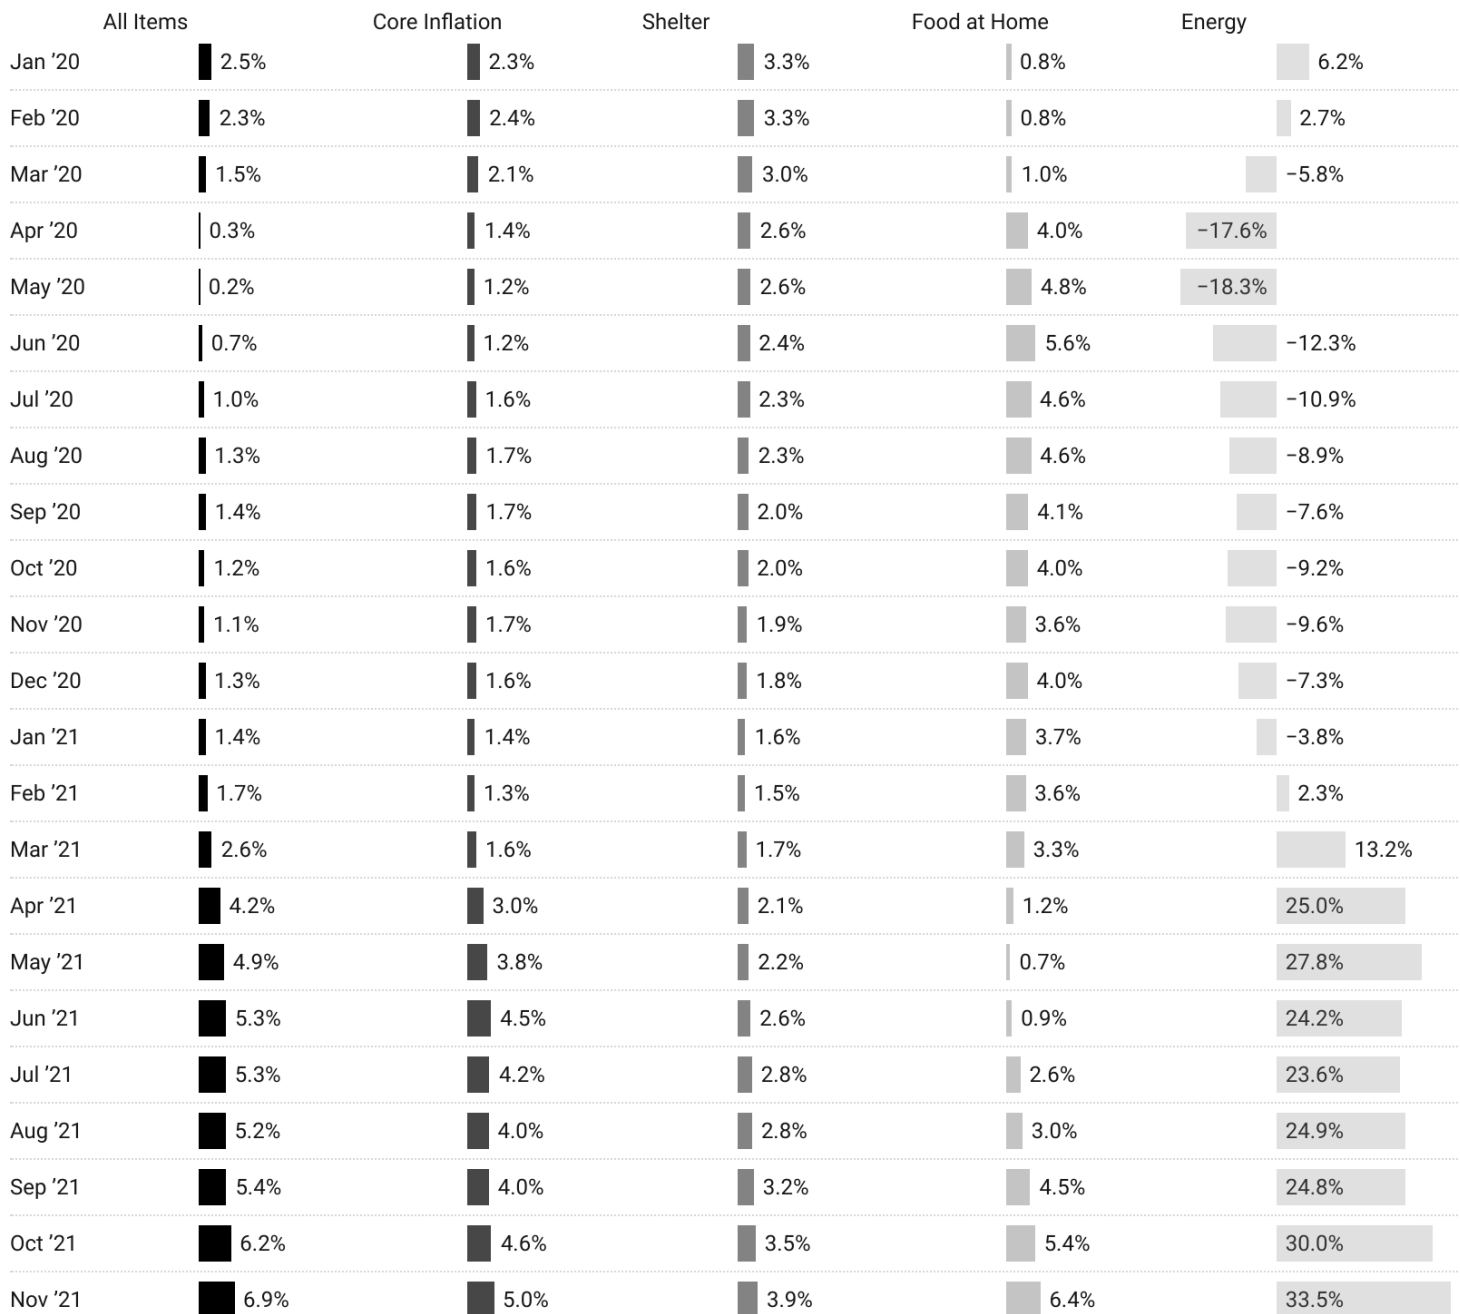 All Items Core Inflation Shelter Food at Home Energy
Jan ’20 2.5% 2.3% 3.3% 0.8% 6.2%
Feb ’20 2.3% 2.4% 3.3% 0.8% 2.7%
Mar ’20 1.5% 2.1% 3.0% 1.0% −5.8%
Apr ’20 0.3% 1.4% 2.6% 4.0% −17.6%
May ’20 0.2% 1.2% 2.6% 4.8% −18.3%
Jun ’20 0.7% 1.2% 2.4% 5.6% −12.3%
Jul ’20 1.0% 1.6% 2.3% 4.6% −10.9%
Aug ’20 1.3% 1.7% 2.3% 4.6% −8.9%
Sep ’20 1.4% 1.7% 2.0% 4.1% −7.6%
Oct ’20 1.2% 1.6% 2.0% 4.0% −9.2%
Nov ’20 1.1% 1.7% 1.9% 3.6% −9.6%
Dec ’20 1.3% 1.6% 1.8% 4.0% −7.3%
Jan ’21 1.4% 1.4% 1.6% 3.7% −3.8%
Feb ’21 1.7% 1.3% 1.5% 3.6% 2.3%
Mar ’21 2.6% 1.6% 1.7% 3.3% 13.2%
Apr ’21 4.2% 3.0% 2.1% 1.2% 25.0%
May ’21 4.9% 3.8% 2.2% 0.7% 27.8%
Jun ’21 5.3% 4.5% 2.6% 0.9% 24.2%
Jul ’21 5.3% 4.2% 2.8% 2.6% 23.6%
Aug ’21 5.2% 4.0% 2.8% 3.0% 24.9%
Sep ’21 5.4% 4.0% 3.2% 4.5% 24.8%
Oct ’21 6.2% 4.6% 3.5% 5.4% 30.0%
Nov ’21 6.9% 5.0% 3.9% 6.4% 33.5%